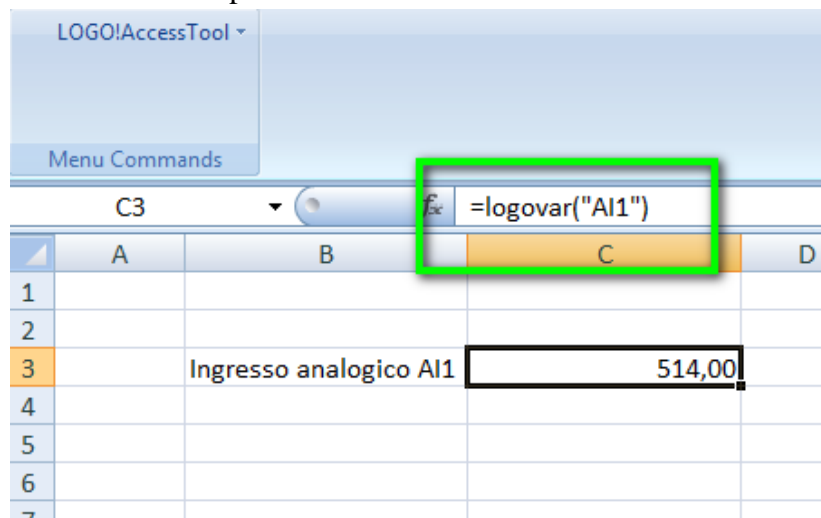 LOGO!AccessTool
Menu Commands
C3 fx =logovar("AI1")
A B C D
1
2
3 Ingresso analogico AI1 514,00
4
5
6